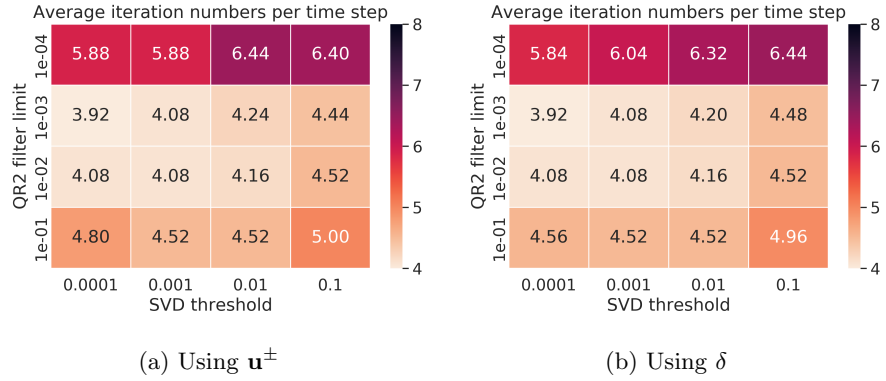 Average iteration numbers per time step
QR2 filter limit
1e-04 5.88 5.88 6.44 6.40
1e-03 3.92 4.08 4.24 4.44
1e-02 4.08 4.08 4.16 4.52
1e-01 4.80 4.52 4.52 5.00
0.0001 0.001 0.01 0.1
SVD threshold
8
7
6
5
4
(a) Using u±
Average iteration numbers per time step
QR2 filter limit
1e-04 5.84 6.04 6.32 6.44
1e-03 3.92 4.08 4.20 4.48
1e-02 4.08 4.08 4.16 4.52
1e-01 4.56 4.52 4.52 4.96
0.0001 0.001 0.01 0.1
SVD threshold
8
7
6
5
4
(b) Using δ